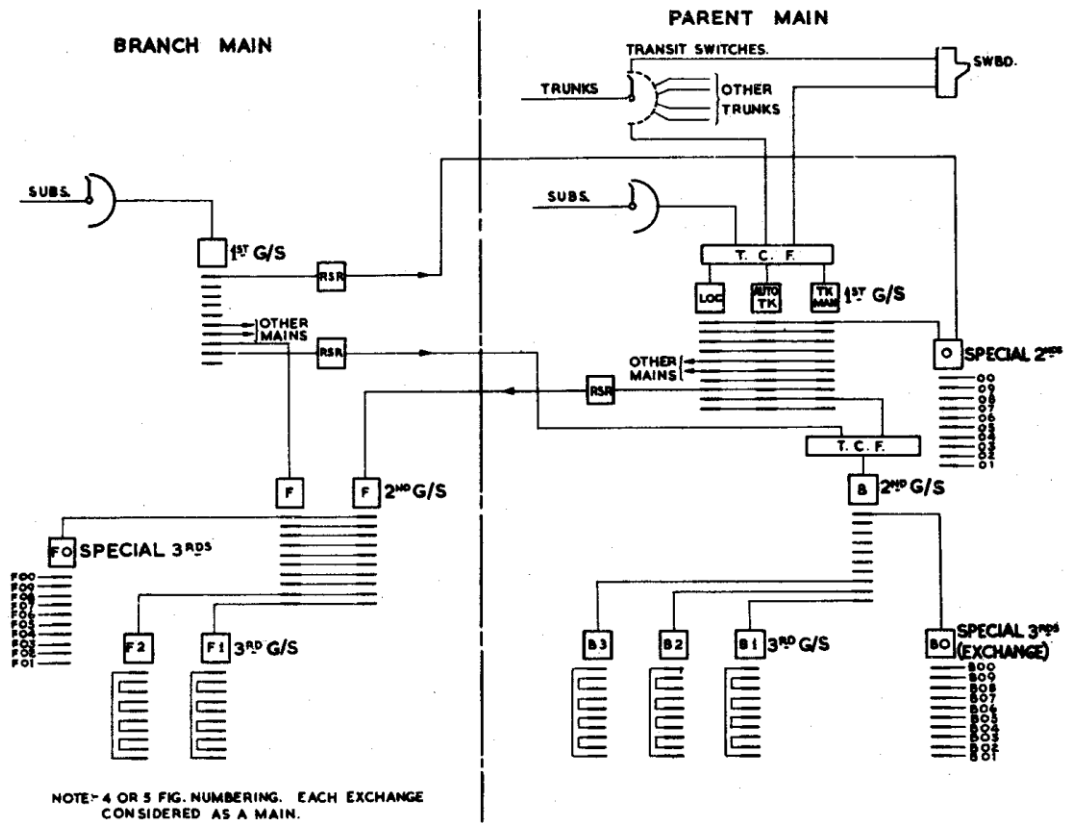 BRANCH MAIN
PARENT MAIN
TRANSIT SWITCHES.
SWBD.
TRUNKS
OTHER
TRUNKS
SUBS.
SUBS.
T. C. F.
1ST G/S
RSR
LOC
AUTO
TK
TK
MAN
1ST G/S
OTHER
MAINS
RSR
OTHER
MAINS
RSR
O
SPECIAL 2NDS
00
09
08
07
06
05
04
03
02
01
T. C. F.
F
F
2ND G/S
B
2ND G/S
FO
SPECIAL 3RDS
F00
F09
F08
F07
F06
F05
F04
F03
F02
F01
F2
F1
3RD G/S
B3
B2
B1
3RD G/S
BO
SPECIAL 3RDS
(EXCHANGE)
B00
B09
B08
B07
B06
B05
B04
B03
B02
B01
NOTE:- 4 OR 5 FIG. NUMBERING. EACH EXCHANGE
CONSIDERED AS A MAIN.